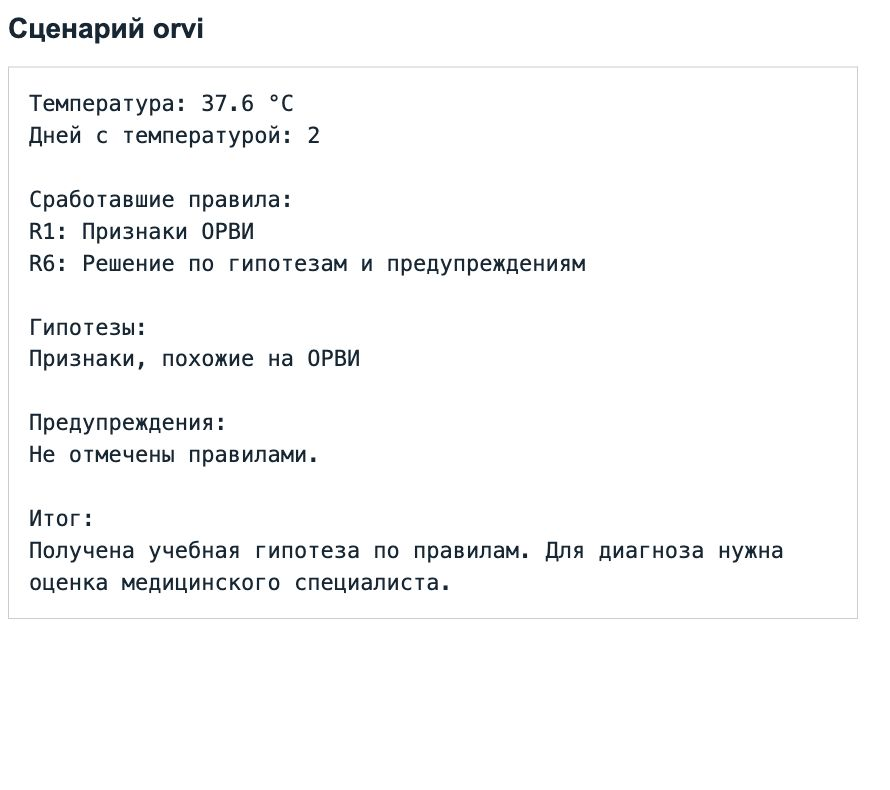 Сценарий orvi
Температура: 37.6 °C
Дней с температурой: 2
Сработавшие правила:
R1: Признаки ОРВИ
R6: Решение по гипотезам и предупреждениям
Гипотезы:
Признаки, похожие на ОРВИ
Предупреждения:
Не отмечены правилами.
Итог:
Получена учебная гипотеза по правилам. Для диагноза нужна
оценка медицинского специалиста.